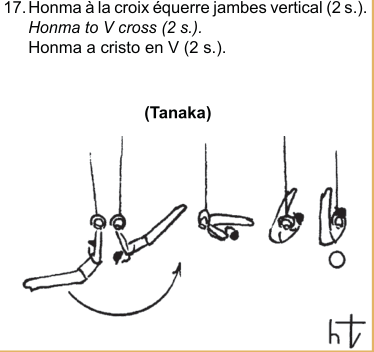 17. Honma à la croix équerre jambes vertical (2 s.).
Honma to V cross (2 s.).
Honma a cristo en V (2 s.).
(Tanaka)